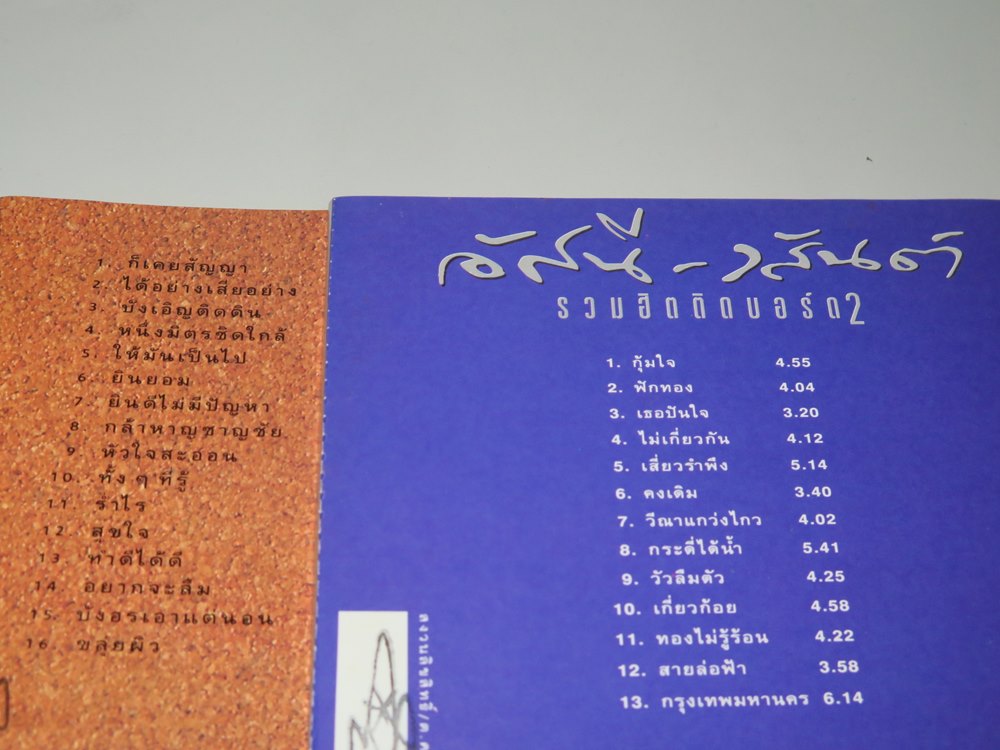 1. ก็เคยสัญญา
2. ได้อย่างเสียอย่าง
3. บังเอิญติดดิน
4. หนึ่งมิตรชิดใกล้
5. ให้มันเป็นไป
6. ยินยอม
7. ยินดีไม่มีปัญหา
8. กล้าหาญชาญชัย
9. หัวใจสะออน
10. ทั้งๆ ที่รู้
11. รำไร
12. สุขใจ
13. ทำดีได้ดี
14. อยากจะลืม
15. บังอรเอาแต่นอน
16. ขลุ่ยผิว
อัสนี - วสันต์
รวมฮิตติดบอร์ด 2
1. กุ้มใจ 4.55
2. ฟักทอง 4.04
3. เธอปันใจ 3.20
4. ไม่เกี่ยวกัน 4.12
5. เสี่ยวรำพึง 5.14
6. คงเดิม 3.40
7. วีณาแกว่งไกว 4.02
8. กระดี่ได้น้ำ 5.41
9. วัวลืมตัว 4.25
10. เกี่ยวก้อย 4.58
11. ทองไม่รู้ร้อน 4.22
12. สายล่อฟ้า 3.58
13. กรุงเทพมหานคร 6.14
สงวนลิขสิทธิ์/ต.